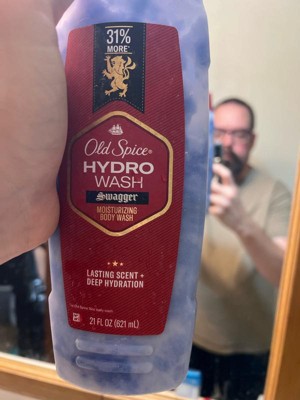 31%
MORE*
Old Spice®
HYDRO
WASH
Swagger
MOISTURIZING
BODY WASH
LASTING SCENT +
DEEP HYDRATION
21 FL OZ (621 mL)